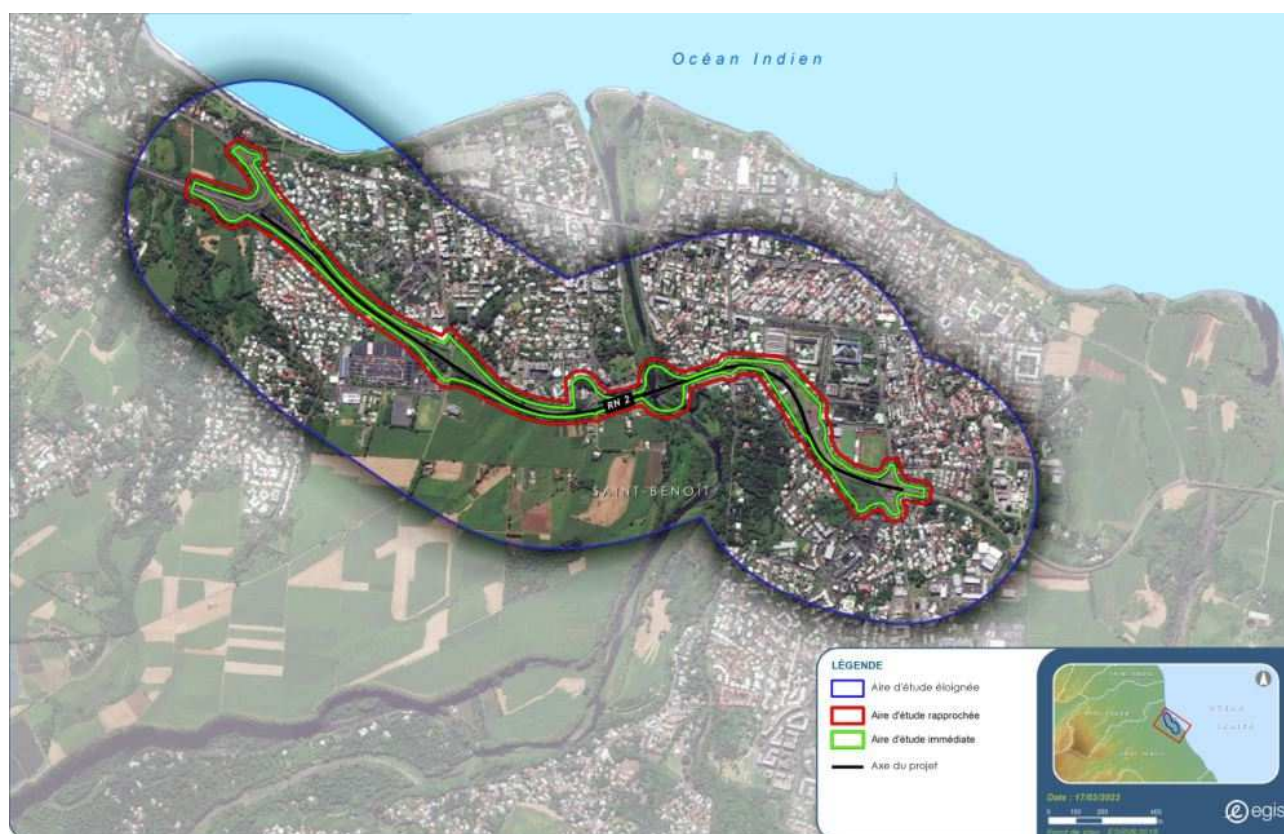 Océan Indien
RN 2
SAINT-BENOÎT
LÉGENDE
Aire d'étude éloignée
Aire d'étude rapprochée
Aire d'étude immédiate
Axe du projet
Date : 17/03/2023
egis